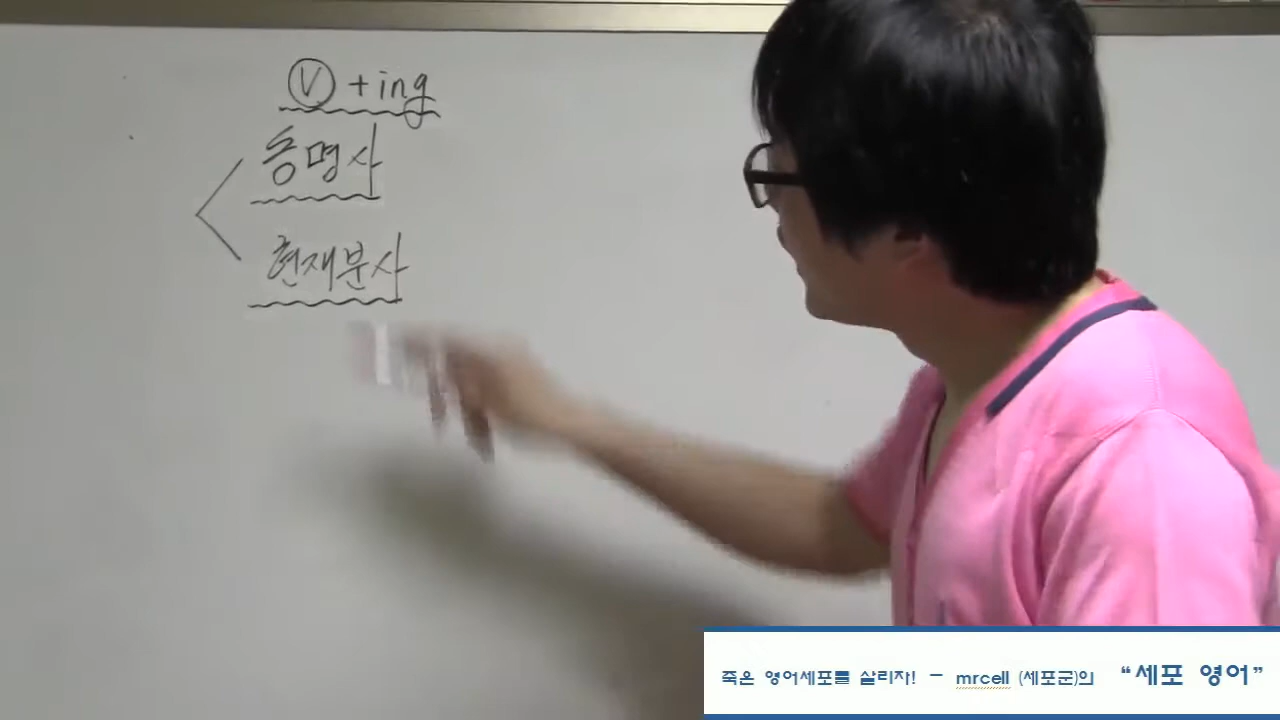 V + ing
동명사
현재분사
죽은 영어세포를 살리자! - mrcell (세포군)의 "세포 영어"